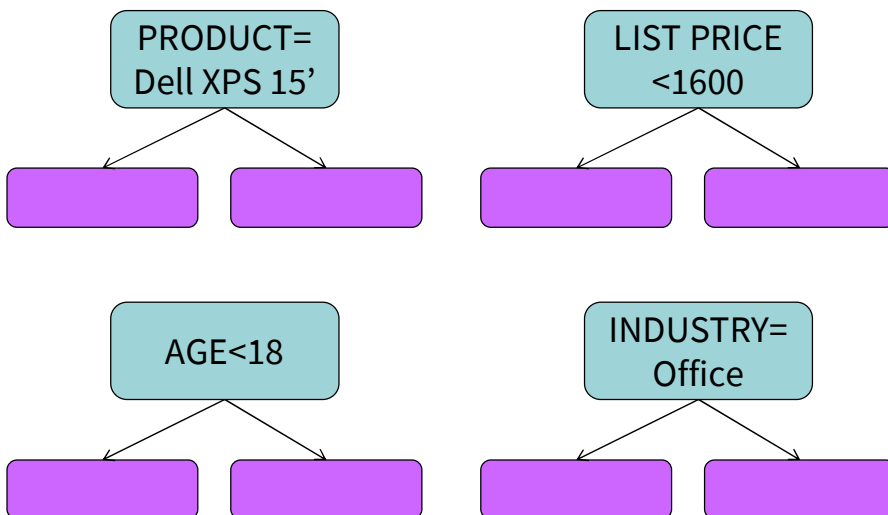 PRODUCT=
Dell XPS 15’
LIST PRICE
<1600
AGE<18
INDUSTRY=
Office